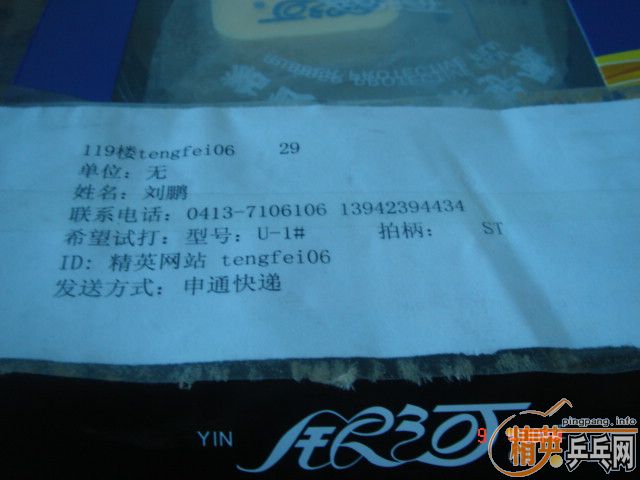 119楼tengfei06 29
单位：无
姓名：刘鹏
联系电话：0413-7106106 13942394434
希望试打：型号：U-1# 拍柄： ST
ID：精英网站 tengfei06
发送方式：申通快递
YIN
银河
pingpang.info
精英乒乓网